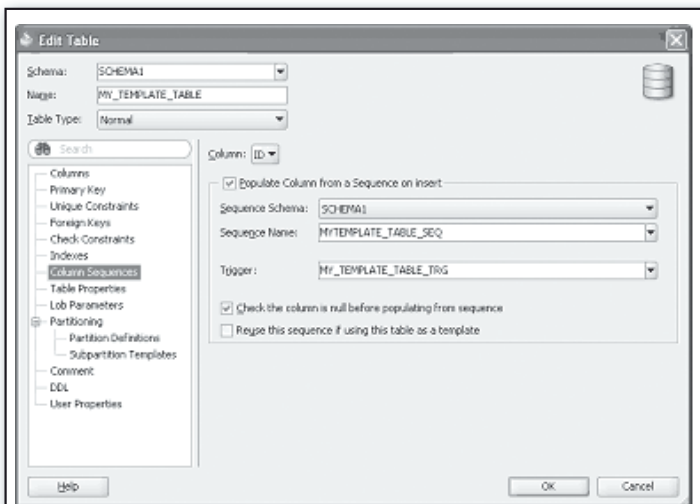 Edit Table
Schema: SCHEMA1
Name: MY_TEMPLATE_TABLE
Table Type: Normal
Search
Columns
Primary Key
Unique Constraints
Foreign Keys
Check Constraints
Indexes
Column Sequences
Table Properties
Lob Parameters
Partitioning
Partition Definitions
Subpartition Templates
Comment
DDL
User Properties
Column: ID
Populate Column from a Sequence on insert
Sequence Schema: SCHEMA1
Sequence Name: MYTEMPLATE_TABLE_SEQ
Trigger: MY_TEMPLATE_TABLE_TRG
Check the column is null before populating from sequence
Reuse this sequence if using this table as a template
Help
OK
Cancel